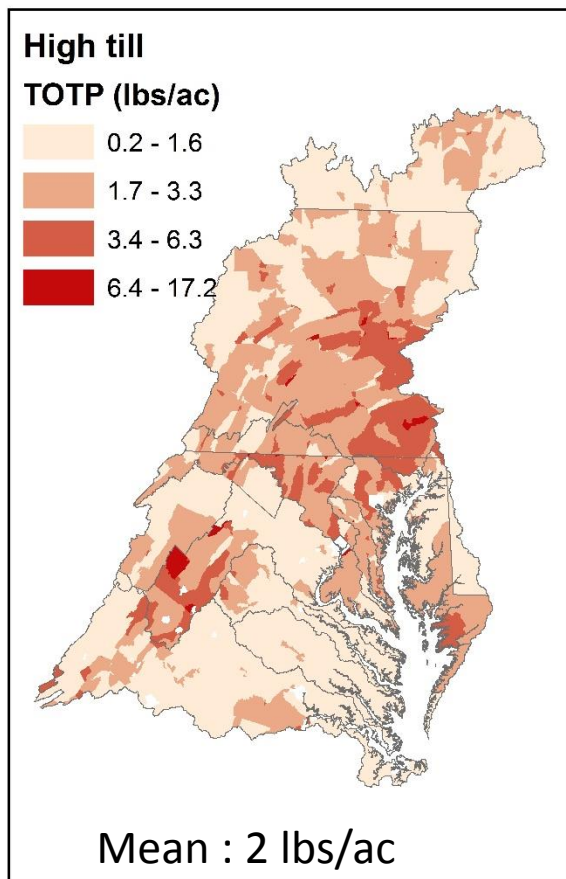 High till
TOTP (lbs/ac)
0.2 - 1.6
1.7 - 3.3
3.4 - 6.3
6.4 - 17.2
Mean : 2 lbs/ac